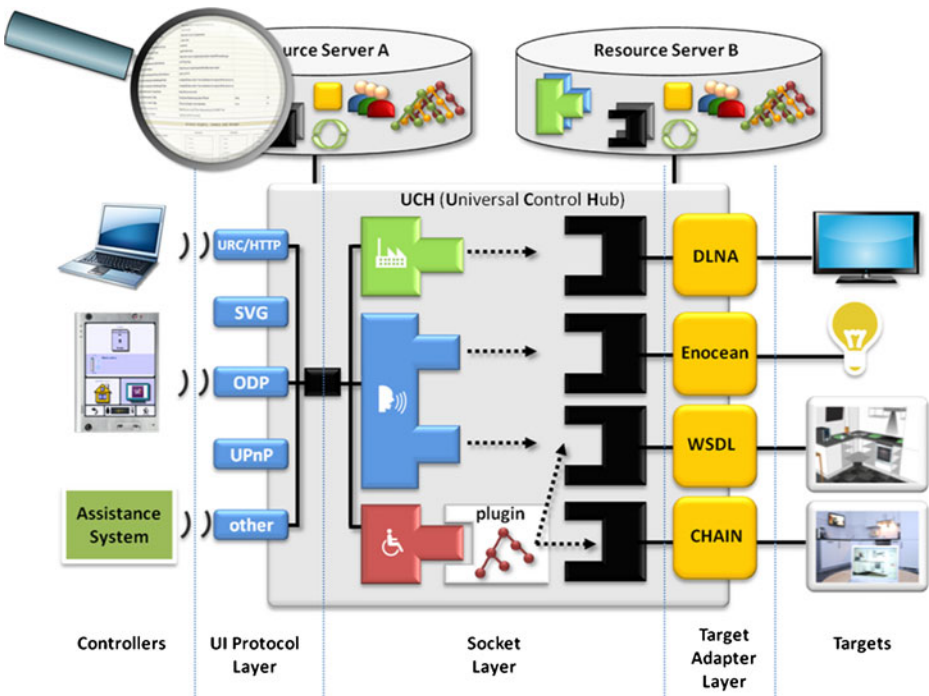 urce Server A
Resource Server B
UCH (Universal Control Hub)
URC/HTTP
SVG
ODP
UPnP
other
Assistance
System
plugin
DLNA
Enocean
WSDL
CHAIN
Controllers
UI Protocol
Layer
Socket
Layer
Target
Adapter
Layer
Targets